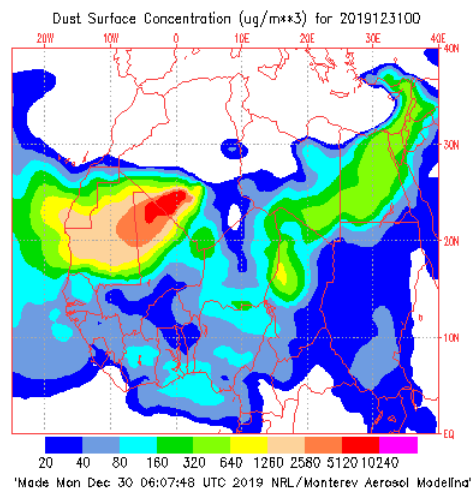 Dust Surface Concentration (ug/m**3) for 2019123100
20W 10W 0 10E 20E 30E 40E
40N
30N
20N
10N
EQ
20 40 80 160 320 640 1260 2580 5120 10240
'Made Mon Dec 30 06:07:48 UTC 2019 NRL/Monterey Aerosol Modeling'